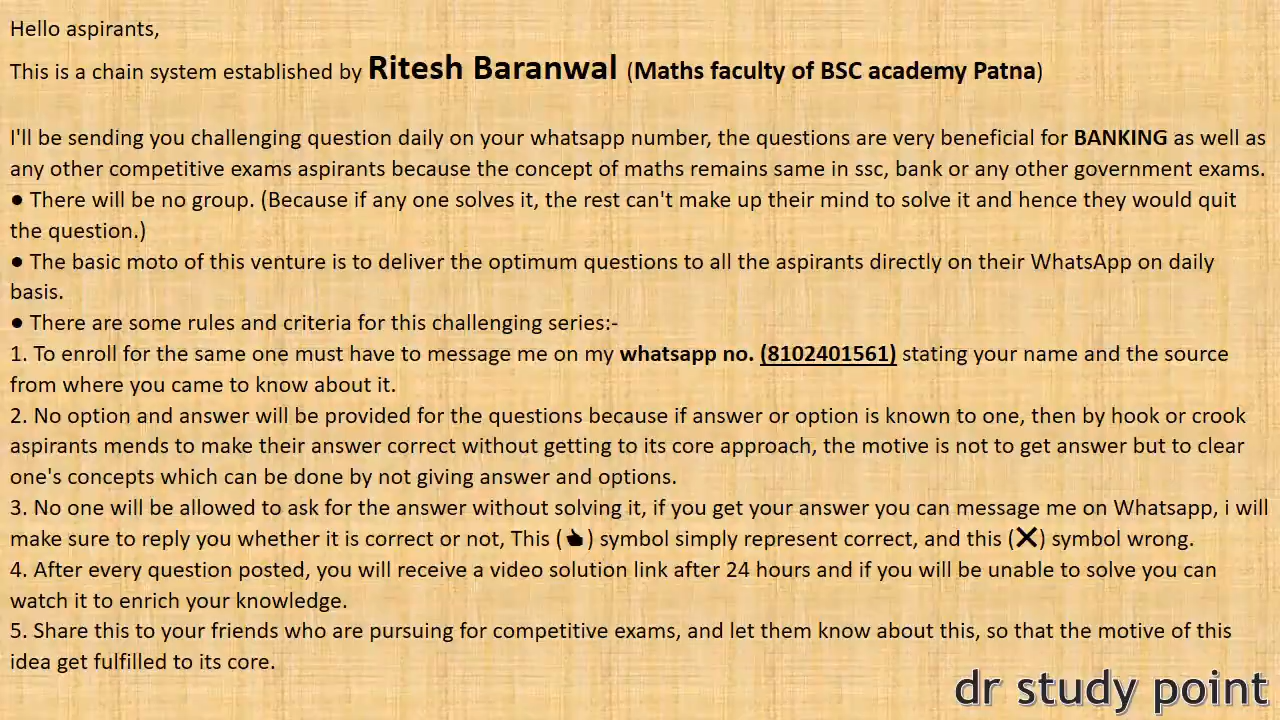 Hello aspirants,
This is a chain system established by Ritesh Baranwal (Maths faculty of BSC academy Patna)
I'll be sending you challenging question daily on your whatsapp number, the questions are very beneficial for BANKING as well as
any other competitive exams aspirants because the concept of maths remains same in ssc, bank or any other government exams.
● There will be no group. (Because if any one solves it, the rest can't make up their mind to solve it and hence they would quit
the question.)
● The basic moto of this venture is to deliver the optimum questions to all the aspirants directly on their WhatsApp on daily
basis.
● There are some rules and criteria for this challenging series:-
1. To enroll for the same one must have to message me on my whatsapp no. (8102401561) stating your name and the source
from where you came to know about it.
2. No option and answer will be provided for the questions because if answer or option is known to one, then by hook or crook
aspirants mends to make their answer correct without getting to its core approach, the motive is not to get answer but to clear
one's concepts which can be done by not giving answer and options.
3. No one will be allowed to ask for the answer without solving it, if you get your answer you can message me on Whatsapp, i will
make sure to reply you whether it is correct or not, This (👍) symbol simply represent correct, and this (❌) symbol wrong.
4. After every question posted, you will receive a video solution link after 24 hours and if you will be unable to solve you can
watch it to enrich your knowledge.
5. Share this to your friends who are pursuing for competitive exams, and let them know about this, so that the motive of this
idea get fulfilled to its core.
dr study point